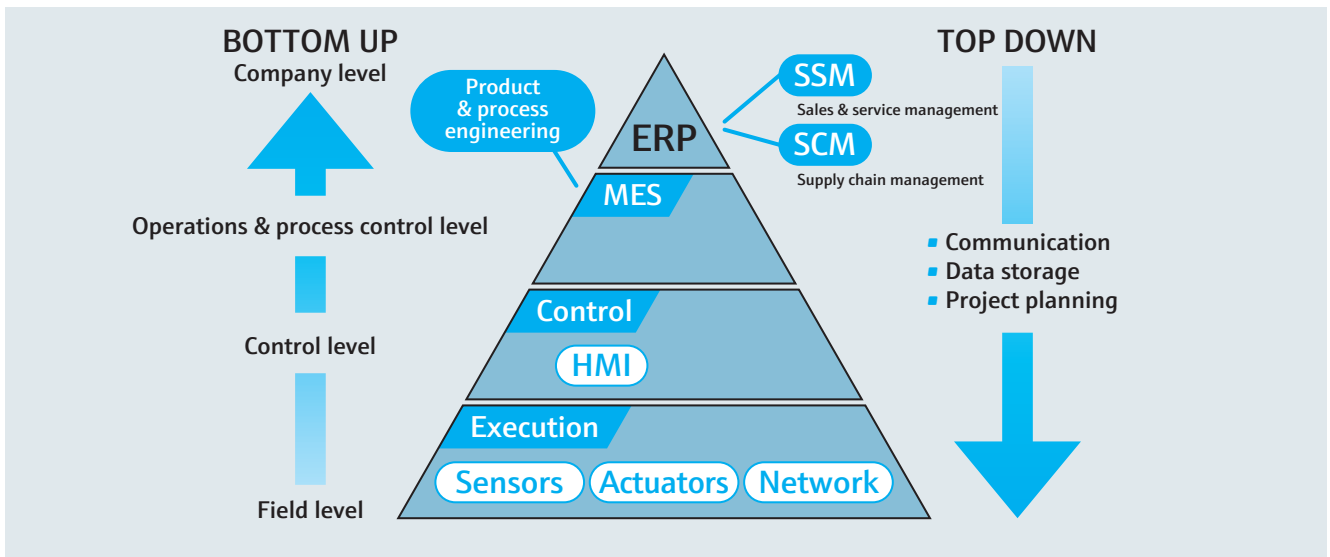 BOTTOM UP
Company level
Operations & process control level
Control level
Field level
Product
& process
engineering
ERP
MES
Control
HMI
Execution
Sensors
Actuators
Network
SSM
Sales & service management
SCM
Supply chain management
TOP DOWN
Communication
Data storage
Project planning